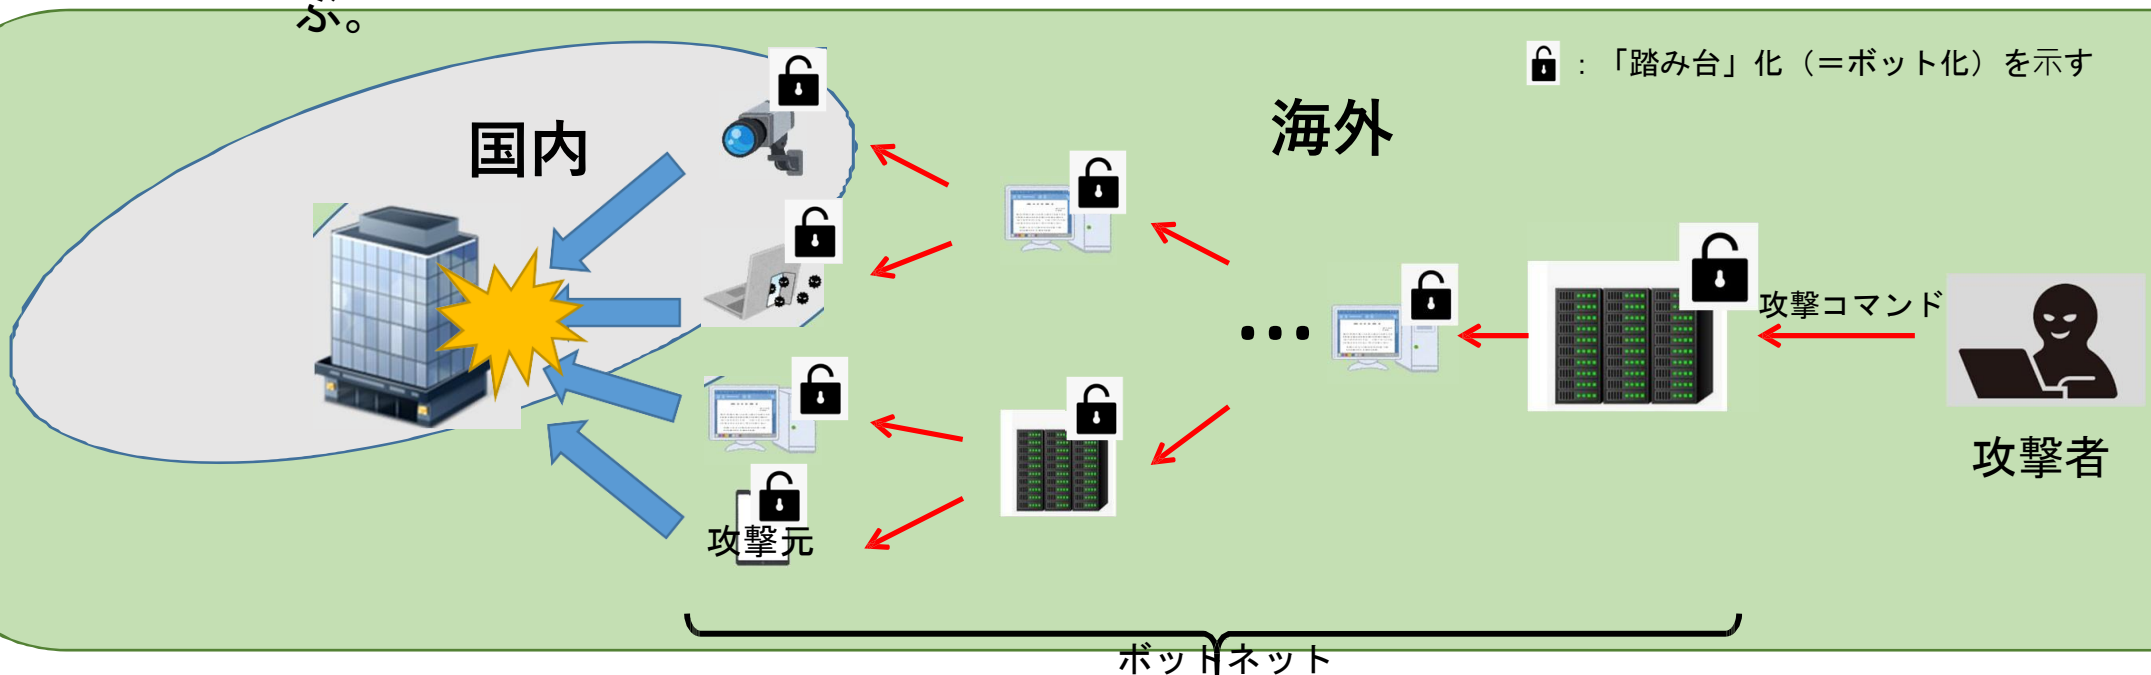 ぶ。
：「踏み台」化（＝ボット化）を示す
海外
国内
攻撃コマンド
攻撃者
攻撃元
ボットネット